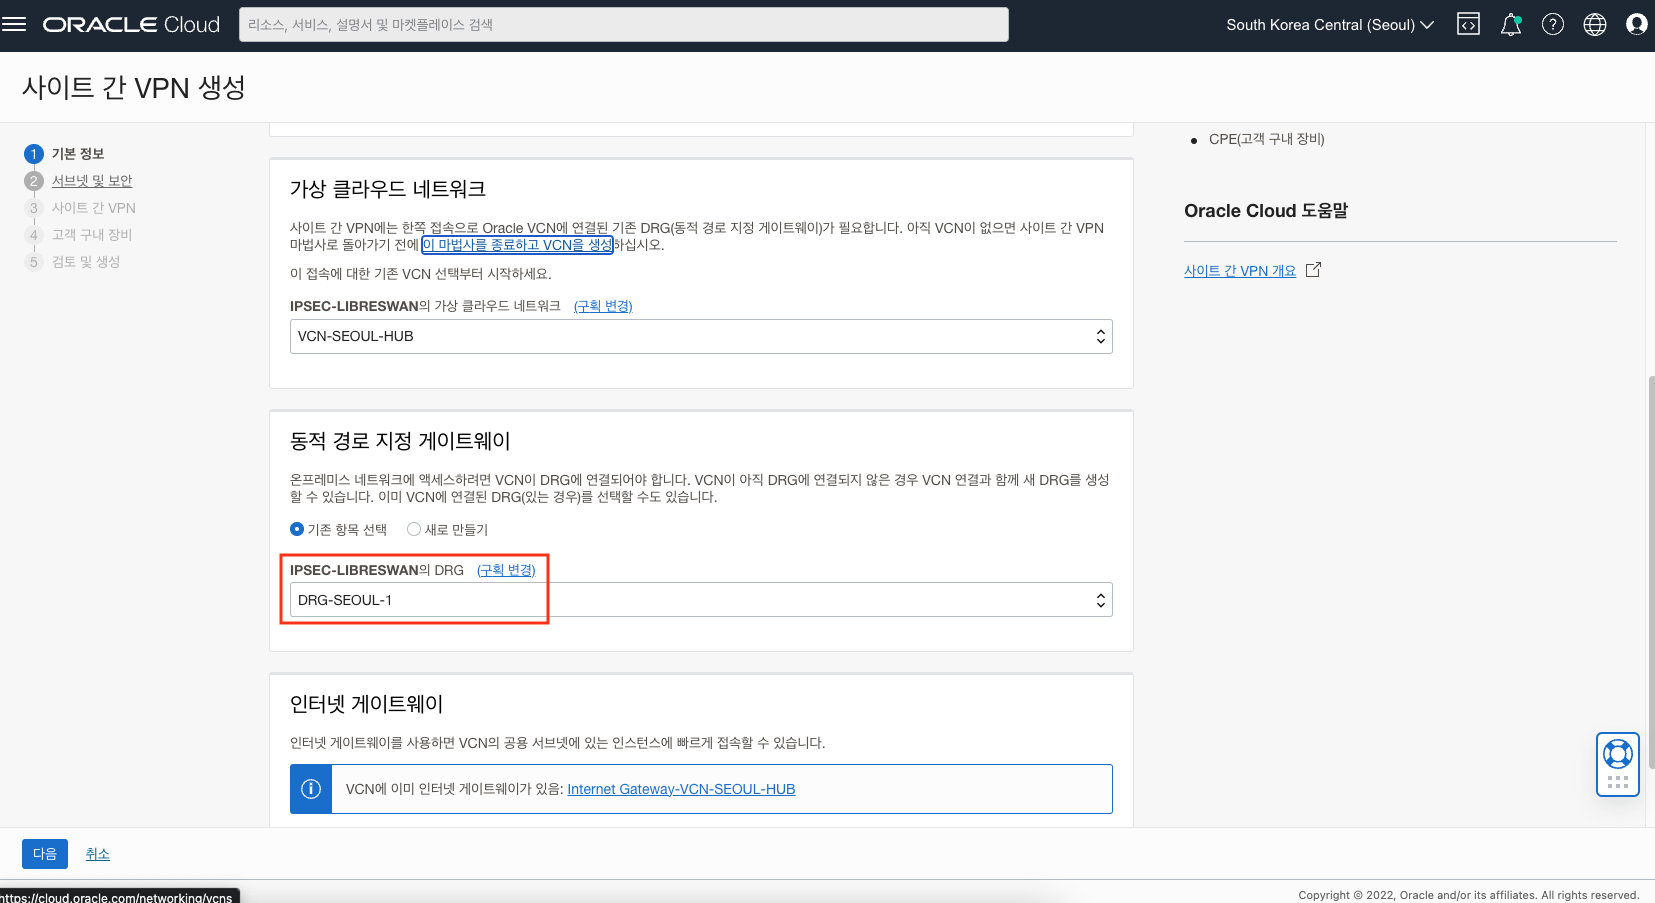 ORACLE Cloud
리소스, 서비스, 설명서 및 마켓플레이스 검색
South Korea Central (Seoul)
사이트 간 VPN 생성
1 기본 정보
2 서브넷 및 보안
3 사이트 간 VPN
4 고객 구내 장비
5 검토 및 생성
가상 클라우드 네트워크
사이트 간 VPN에는 한쪽 접속으로 Oracle VCN에 연결된 기존 DRG(동적 경로 지정 게이트웨이)가 필요합니다. 아직 VCN이 없으면 사이트 간 VPN
마법사로 돌아가기 전에 이 마법사를 종료하고 VCN을 생성하십시오.
이 접속에 대한 기존 VCN 선택부터 시작하세요.
IPSEC-LIBRESWAN의 가상 클라우드 네트워크 (구획 변경)
VCN-SEOUL-HUB
동적 경로 지정 게이트웨이
온프레미스 네트워크에 액세스하려면 VCN이 DRG에 연결되어야 합니다. VCN이 아직 DRG에 연결되지 않은 경우 VCN 연결과 함께 새 DRG를 생성
할 수 있습니다. 이미 VCN에 연결된 DRG(있는 경우)를 선택할 수도 있습니다.
기존 항목 선택 새로 만들기
IPSEC-LIBRESWAN의 DRG (구획 변경)
DRG-SEOUL-1
인터넷 게이트웨이
인터넷 게이트웨이를 사용하면 VCN의 공용 서브넷에 있는 인스턴스에 빠르게 접속할 수 있습니다.
VCN에 이미 인터넷 게이트웨이가 있음: Internet Gateway-VCN-SEOUL-HUB
• CPE(고객 구내 장비)
Oracle Cloud 도움말
사이트 간 VPN 개요
다음 취소
https://cloud.oracle.com/networking/vcns
Copyright © 2022, Oracle and/or its affiliates. All rights reserved.